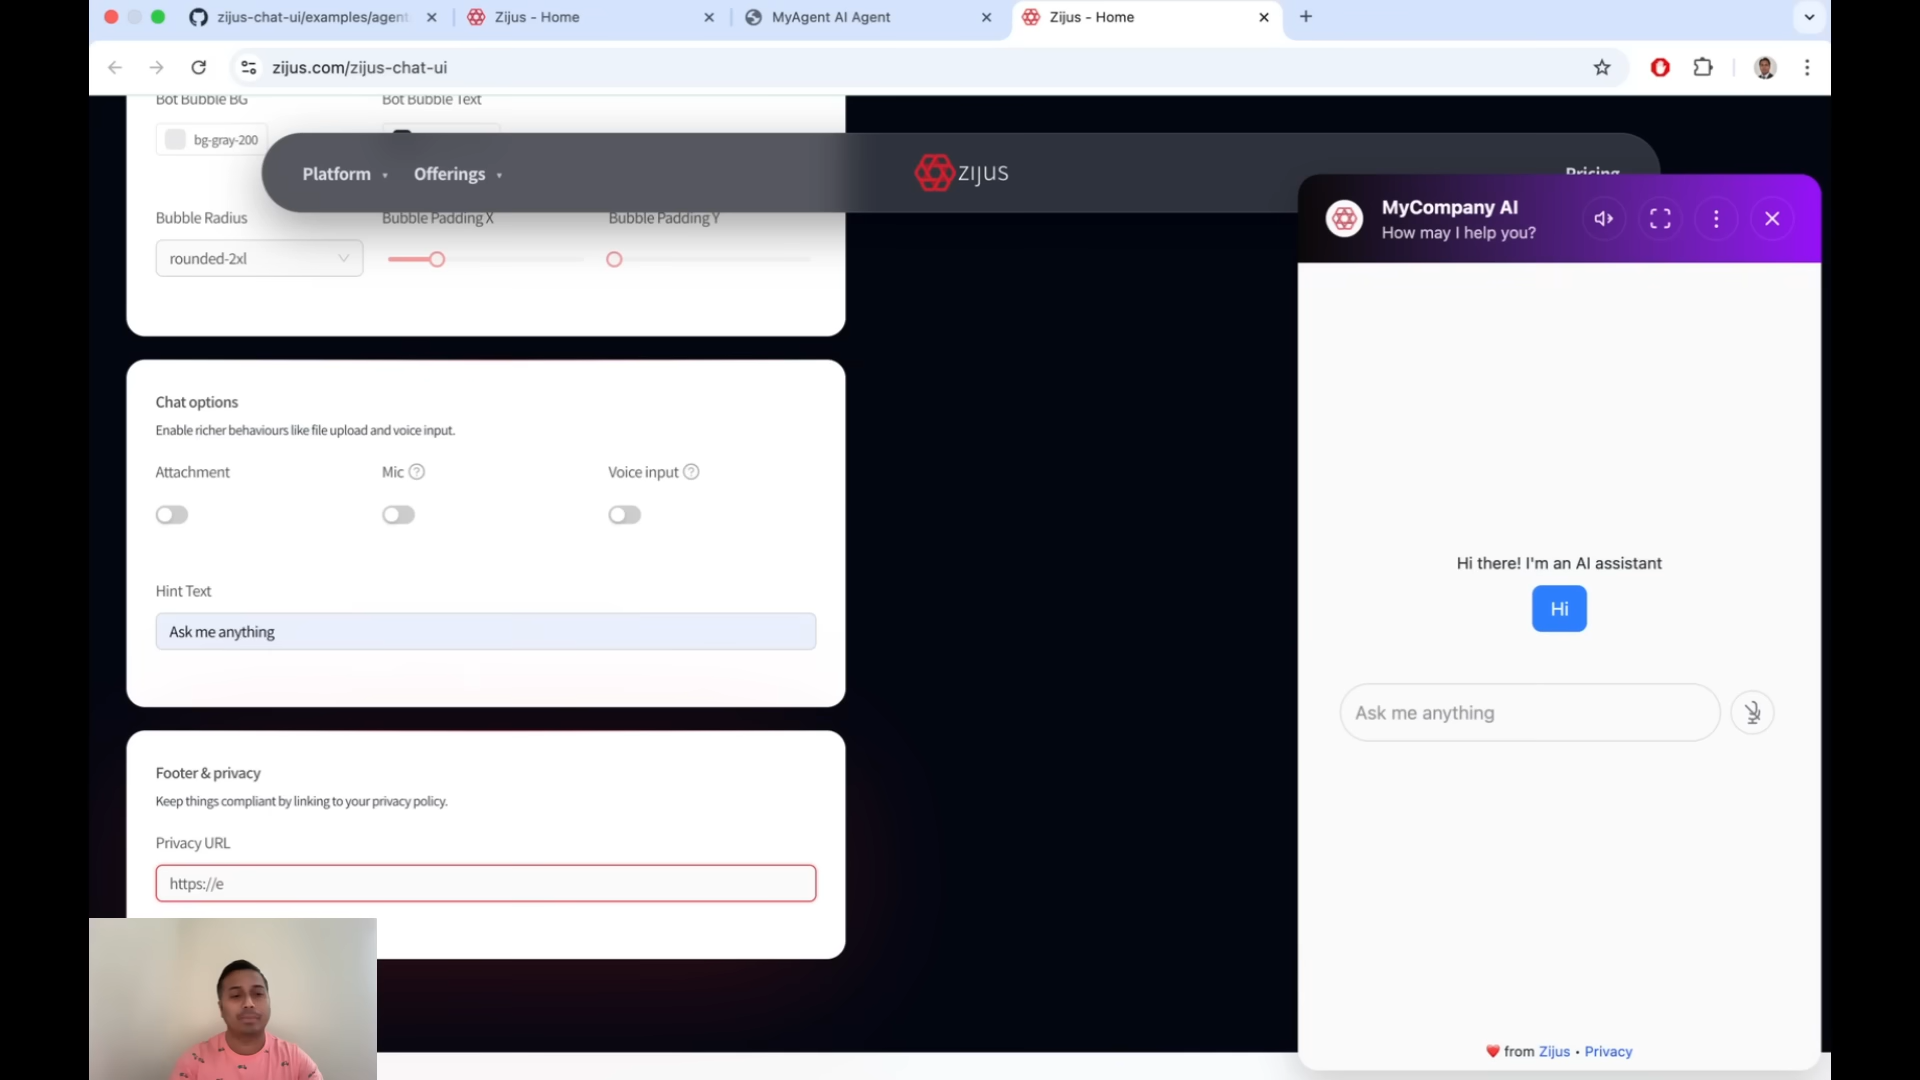 zijus-chat-ui/examples/agent
Zijus - Home
MyAgent AI Agent
Zijus - Home
zijus.com/zijus-chat-ui
Bot Bubble BG
Bot Bubble Text
bg-gray-200
Platform
Offerings
zijus
Pricing
Bubble Radius
Bubble Padding X
Bubble Padding Y
rounded-2xl
Chat options
Enable richer behaviours like file upload and voice input.
Attachment
Mic
Voice input
Hint Text
Ask me anything
Footer & privacy
Keep things compliant by linking to your privacy policy.
Privacy URL
https://e
MyCompany AI
How may I help you?
Hi there! I'm an AI assistant
Hi
Ask me anything
❤️ from Zijus • Privacy